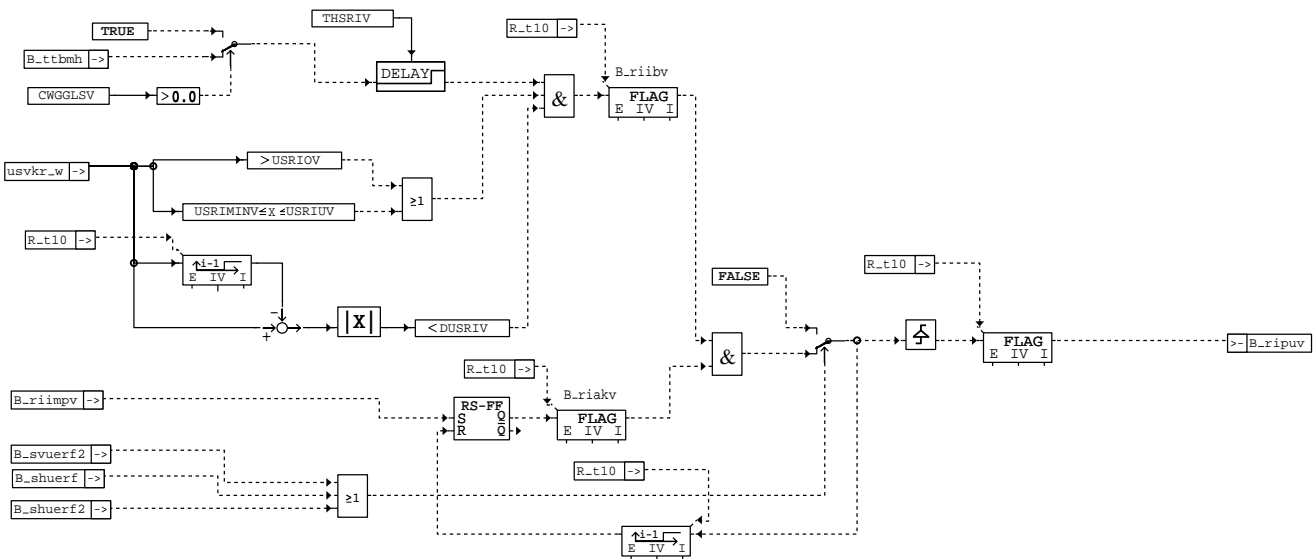 THSRIV
R_t10 ->
TRUE
B_ttbmh ->
DELAY
B_riibv
CWGGLSV
>0.0
&
FLAG
E IV I
usvkr_w ->
>USRIOV
USRIMINV≤x≤USRIUV
≥1
R_t10 ->
i-1
E IV I
-
+
|X|
<DUSRIV
FALSE
R_t10 ->
&
FLAG
E IV I
>- B_ripuv
R_t10 ->
B_riimpv ->
RS-FF
S Q
R Q̅
B_riakv
FLAG
E IV I
B_svuerf2 ->
B_shuerf ->
B_shuerf2 ->
≥1
R_t10 ->
i-1
E IV I